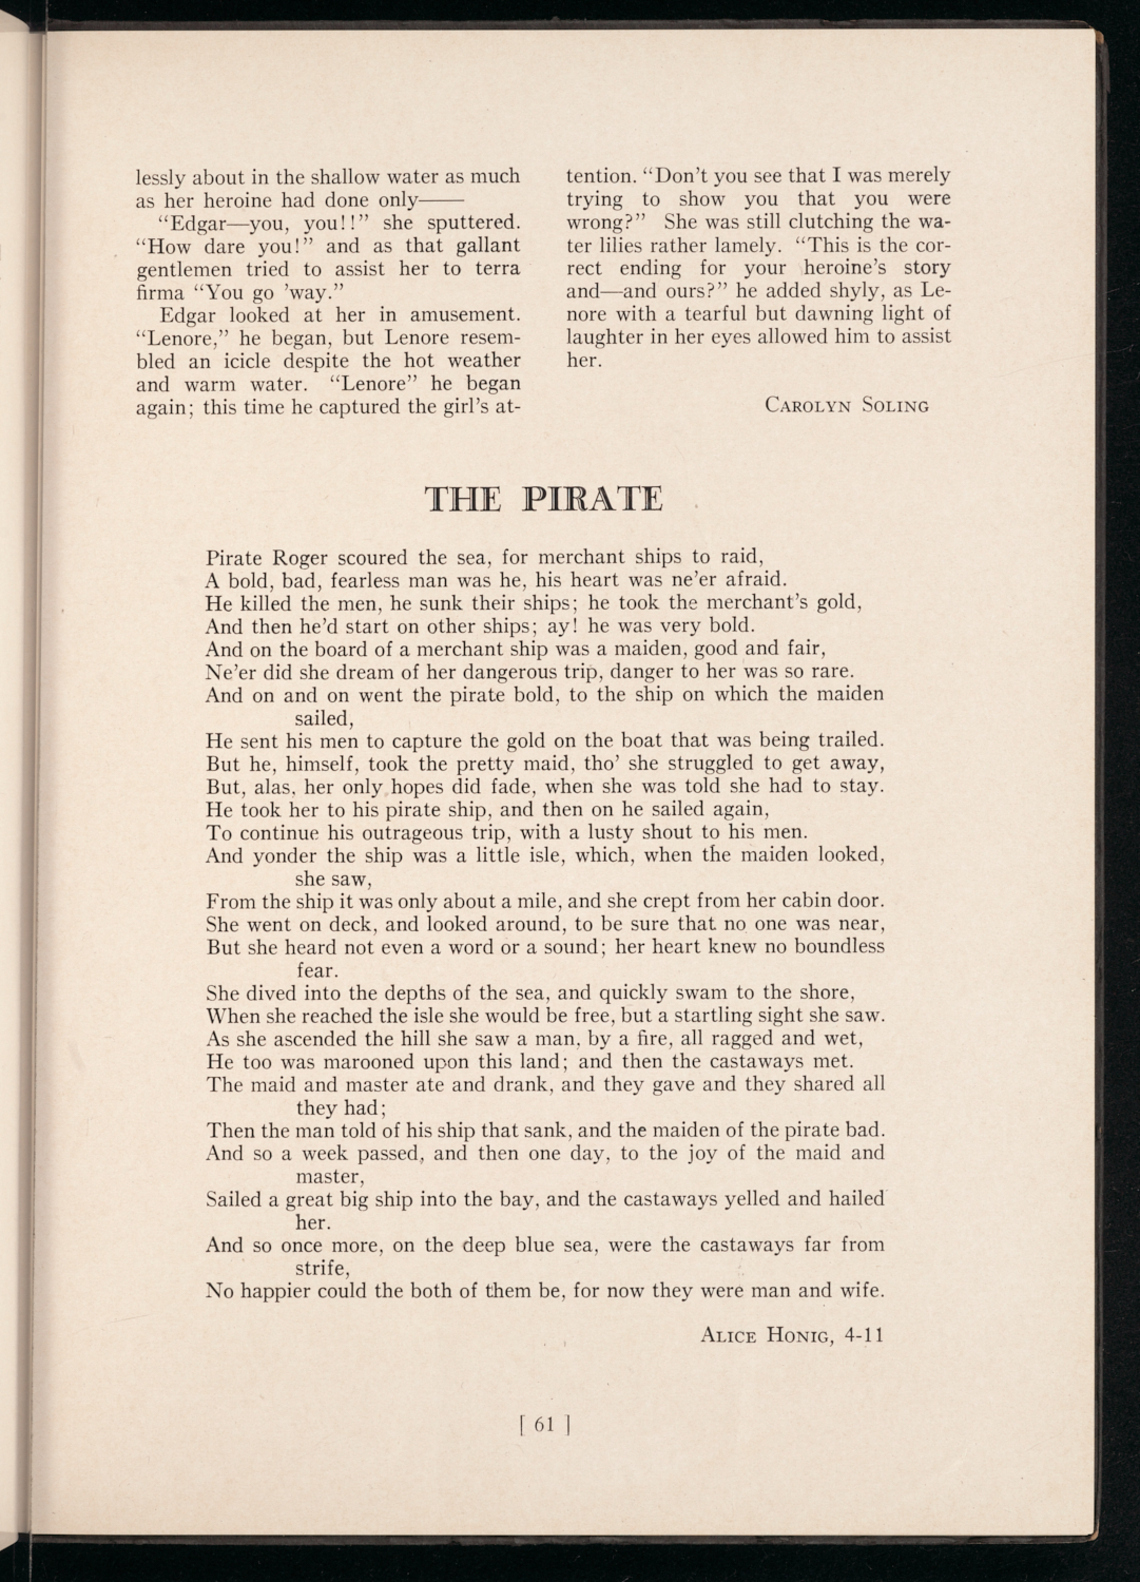 lessly about in the shallow water as much
as her heroine had done only——
“Edgar—you, you!!” she sputtered.
“How dare you!” and as that gallant
gentlemen tried to assist her to terra
firma “You go ’way.”
Edgar looked at her in amusement.
“Lenore,” he began, but Lenore resem-
bled an icicle despite the hot weather
and warm water. “Lenore” he began
again; this time he captured the girl’s at-
tention. “Don’t you see that I was merely
trying to show you that you were
wrong?” She was still clutching the wa-
ter lilies rather lamely. “This is the cor-
rect ending for your heroine’s story
and—and ours?” he added shyly, as Le-
nore with a tearful but dawning light of
laughter in her eyes allowed him to assist
her.
CAROLYN SOLING
THE PIRATE
Pirate Roger scoured the sea, for merchant ships to raid,
A bold, bad, fearless man was he, his heart was ne’er afraid.
He killed the men, he sunk their ships; he took the merchant’s gold,
And then he’d start on other ships; ay! he was very bold.
And on the board of a merchant ship was a maiden, good and fair,
Ne’er did she dream of her dangerous trip, danger to her was so rare.
And on and on went the pirate bold, to the ship on which the maiden
sailed,
He sent his men to capture the gold on the boat that was being trailed.
But he, himself, took the pretty maid, tho’ she struggled to get away,
But, alas, her only hopes did fade, when she was told she had to stay.
He took her to his pirate ship, and then on he sailed again,
To continue his outrageous trip, with a lusty shout to his men.
And yonder the ship was a little isle, which, when the maiden looked,
she saw,
From the ship it was only about a mile, and she crept from her cabin door.
She went on deck, and looked around, to be sure that no one was near,
But she heard not even a word or a sound; her heart knew no boundless
fear.
She dived into the depths of the sea, and quickly swam to the shore,
When she reached the isle she would be free, but a startling sight she saw.
As she ascended the hill she saw a man, by a fire, all ragged and wet,
He too was marooned upon this land; and then the castaways met.
The maid and master ate and drank, and they gave and they shared all
they had;
Then the man told of his ship that sank, and the maiden of the pirate bad.
And so a week passed, and then one day, to the joy of the maid and
master,
Sailed a great big ship into the bay, and the castaways yelled and hailed
her.
And so once more, on the deep blue sea, were the castaways far from
strife,
No happier could the both of them be, for now they were man and wife.
ALICE HONIG, 4-11
[ 61 ]